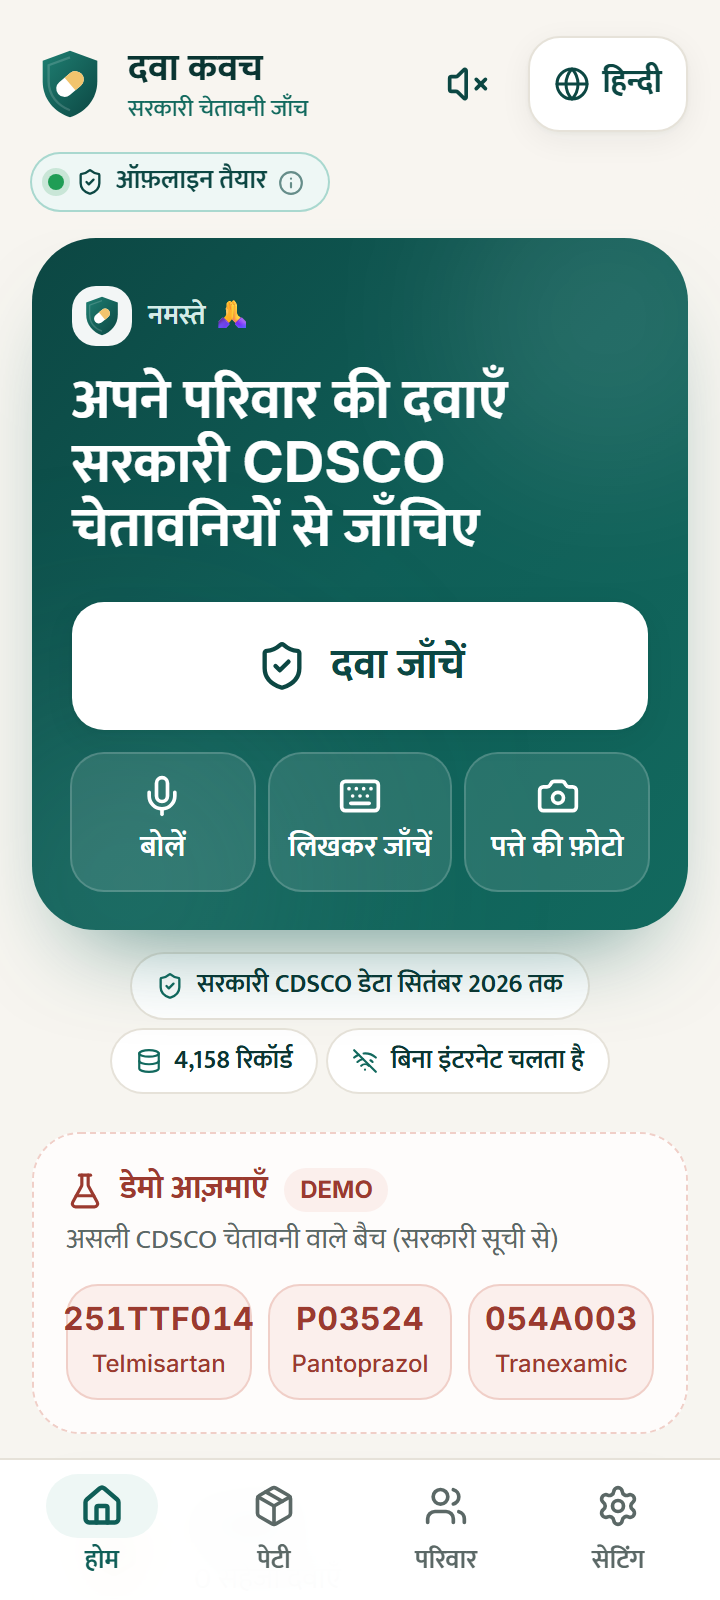 दवा कवच
सरकारी चेतावनी जाँच
हिन्दी
ऑफ़लाइन तैयार
नमस्ते 🙏
अपने परिवार की दवाएँ
सरकारी CDSCO
चेतावनियों से जाँचिए
दवा जाँचें
बोलें
लिखकर जाँचें
पत्ते की फ़ोटो
सरकारी CDSCO डेटा सितंबर 2026 तक
4,158 रिकॉर्ड
बिना इंटरनेट चलता है
डेमो आज़माएँ DEMO
असली CDSCO चेतावनी वाले बैच (सरकारी सूची से)
251TTF014
Telmisartan
P03524
Pantoprazol
054A003
Tranexamic
होम
पेटी
परिवार
सेटिंग